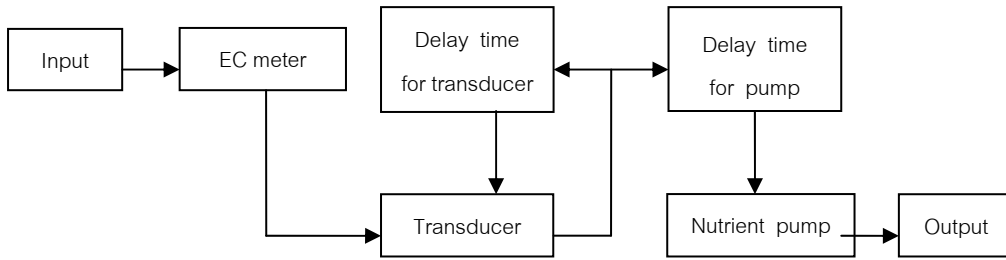 Input
EC meter
Delay time
for transducer
Delay time
for pump
Transducer
Nutrient pump
Output